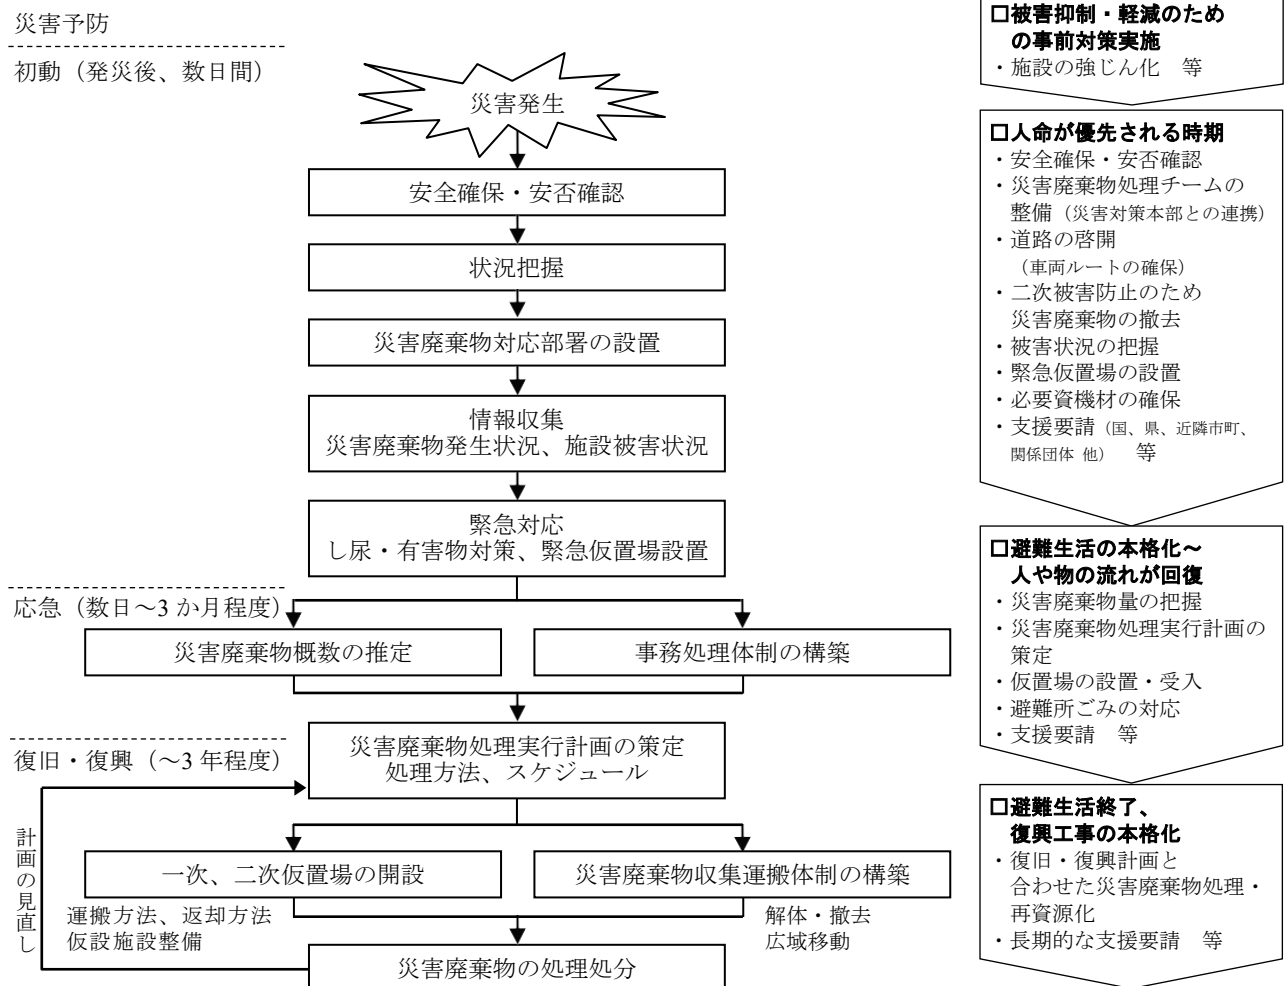 災害予防
初動（発災後、数日間）
災害発生
安全確保・安否確認
状況把握
災害廃棄物対応部署の設置
情報収集
災害廃棄物発生状況、施設被害状況
緊急対応
し尿・有害物対策、緊急仮置場設置
応急（数日～3 か月程度）
災害廃棄物概数の推定
事務処理体制の構築
復旧・復興（～3 年程度）
災害廃棄物処理実行計画の策定
処理方法、スケジュール
計画の見直し
一次、二次仮置場の開設
災害廃棄物収集運搬体制の構築
運搬方法、返却方法
仮設施設整備
解体・撤去
広域移動
災害廃棄物の処理処分
□被害抑制・軽減のため
の事前対策実施
・施設の強じん化　等
□人命が優先される時期
・安全確保・安否確認
・災害廃棄物処理チームの
整備（災害対策本部との連携）
・道路の啓開
（車両ルートの確保）
・二次被害防止のため
災害廃棄物の撤去
・被害状況の把握
・緊急仮置場の設置
・必要資機材の確保
・支援要請（国、県、近隣市町、
関係団体 他）　等
□避難生活の本格化～
人や物の流れが回復
・災害廃棄物量の把握
・災害廃棄物処理実行計画の
策定
・仮置場の設置・受入
・避難所ごみの対応
・支援要請　等
□避難生活終了、
復興工事の本格化
・復旧・復興計画と
合わせた災害廃棄物処理・
再資源化
・長期的な支援要請　等